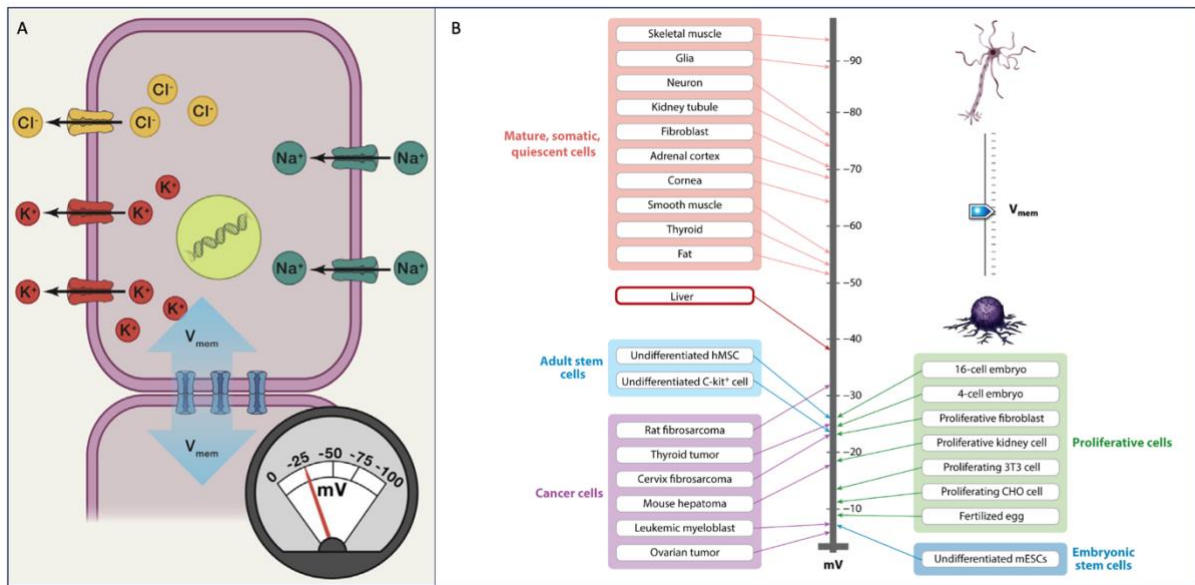 A
Cl⁻
Cl⁻
Cl⁻
Cl⁻
Na⁺
Na⁺
K⁺
K⁺
K⁺
Na⁺
Na⁺
K⁺
K⁺
K⁺
K⁺
Vmem
Vmem
0
-25
-50
-75
-100
mV
B
Mature, somatic,
quiescent cells
Skeletal muscle
Glia
Neuron
Kidney tubule
Fibroblast
Adrenal cortex
Cornea
Smooth muscle
Thyroid
Fat
Liver
Adult stem
cells
Undifferentiated hMSC
Undifferentiated C-kit⁺ cell
Cancer cells
Rat fibrosarcoma
Thyroid tumor
Cervix fibrosarcoma
Mouse hepatoma
Leukemic myeloblast
Ovarian tumor
–90
–80
–70
–60
–50
–40
–30
–20
–10
mV
Vmem
16-cell embryo
4-cell embryo
Proliferative fibroblast
Proliferative kidney cell
Proliferating 3T3 cell
Proliferating CHO cell
Fertilized egg
Proliferative cells
Undifferentiated mESCs
Embryonic
stem cells